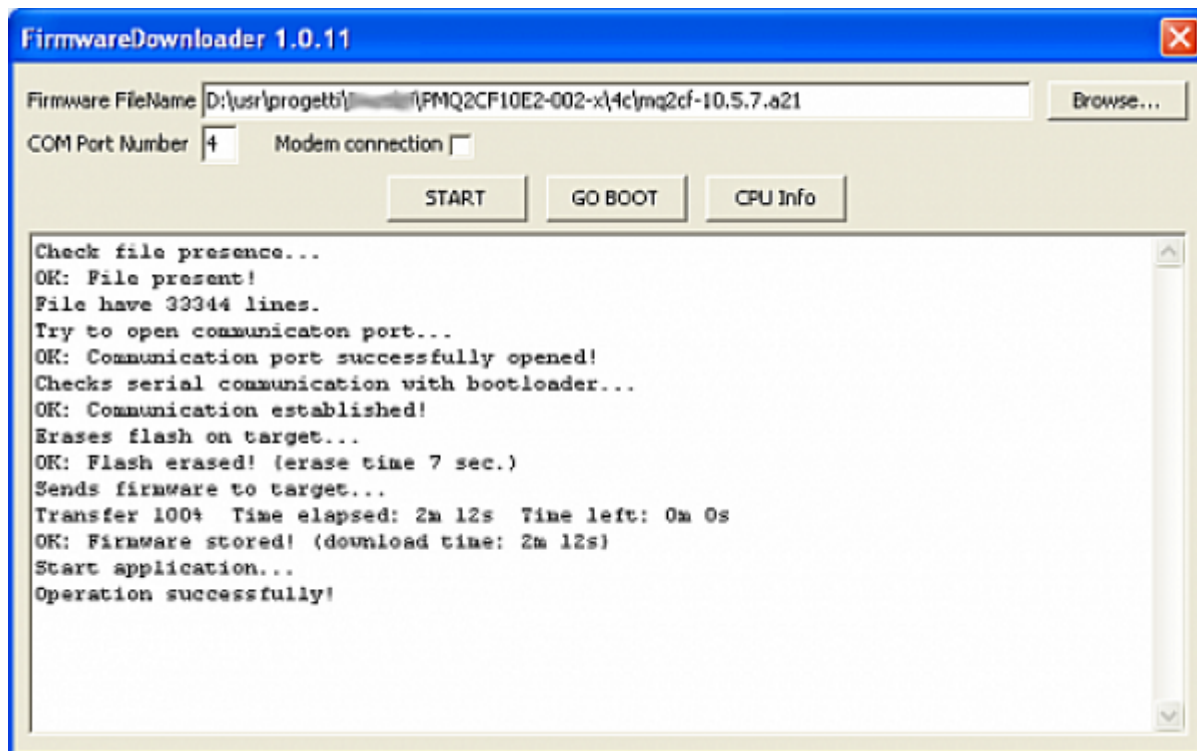 FirmwareDownloader 1.0.11
Firmware FileName D:\usr\progetti\ \PMQ2CF10E2-002-x\4c\mq2cf-10.5.7.a21 Browse...
COM Port Number 4 Modem connection
START GO BOOT CPU Info
Check file presence...
OK: File present!
File have 33344 lines.
Try to open communicaton port...
OK: Communication port successfully opened!
Checks serial communication with bootloader...
OK: Communication established!
Erases flash on target...
OK: Flash erased! (erase time 7 sec.)
Sends firmware to target...
Transfer 100% Time elapsed: 2m 12s Time left: 0m 0s
OK: Firmware stored! (download time: 2m 12s)
Start application...
Operation successfully!